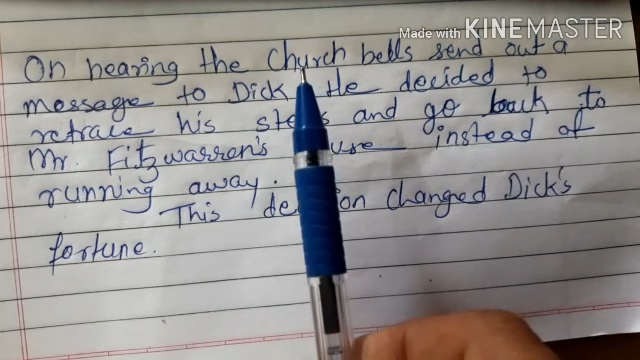 Made with KINEMASTER
On hearing the Church bells send out a
message to Dick. He decided to
retrace his and go back to
Mr. Fitzwarren's instead of
running away.
This changed Dick's
fortune.